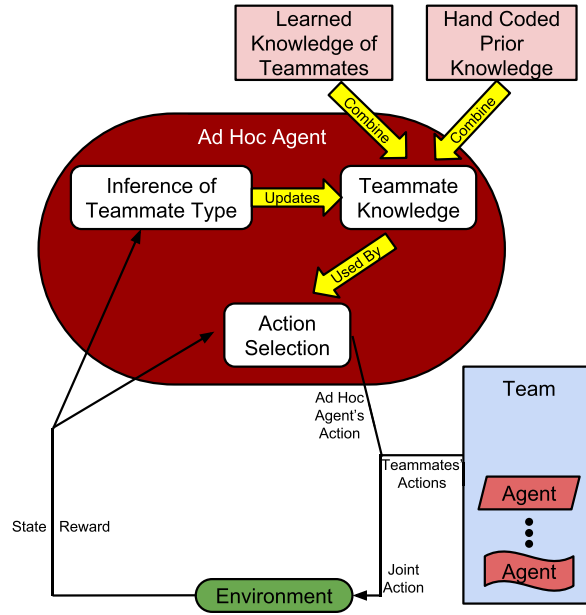 Learned
Knowledge of
Teammates
Hand Coded
Prior
Knowledge
Combine
Combine
Ad Hoc Agent
Inference of
Teammate Type
Updates
Teammate
Knowledge
Used By
Action
Selection
Ad Hoc
Agent's
Action
Team
Teammates'
Actions
Agent
Agent
State
Reward
Joint
Action
Environment